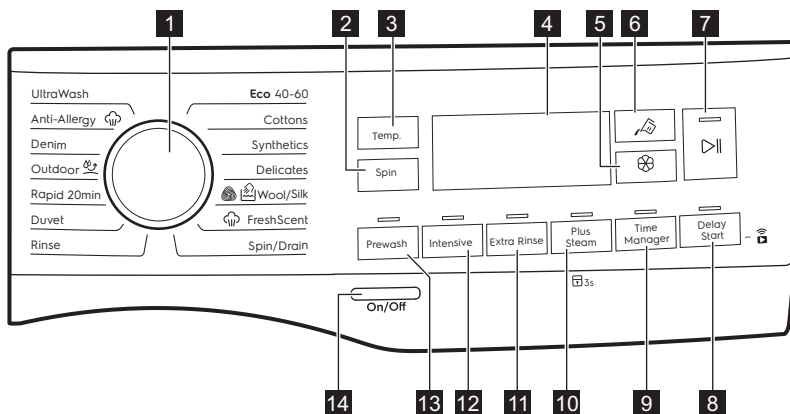 1
2
3
4
5
6
7
UltraWash
Anti-Allergy
Denim
Outdoor
Rapid 20min
Duvet
Rinse
Eco 40-60
Cottons
Synthetics
Delicates
Wool/Silk
FreshScent
Spin/Drain
Temp.
Spin
Prewash
Intensive
Extra Rinse
Plus
Steam
Time
Manager
Delay
Start
3s
On/Off
14
13
12
11
10
9
8